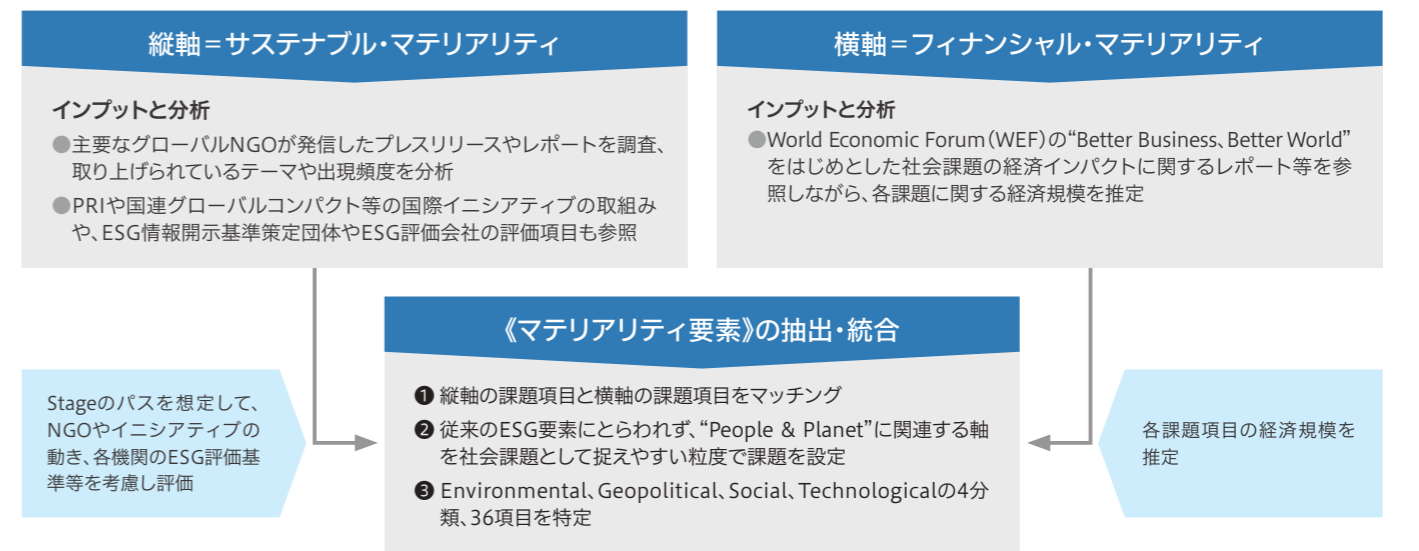 縦軸＝サステナブル・マテリアリティ
インプットと分析
●主要なグローバルNGOが発信したプレスリリースやレポートを調査、
取り上げられているテーマや出現頻度を分析
●PRIや国連グローバルコンパクト等の国際イニシアティブの取組み
や、ESG情報開示基準策定団体やESG評価会社の評価項目も参照
横軸＝フィナンシャル・マテリアリティ
インプットと分析
●World Economic Forum（WEF）の“Better Business、Better World”
をはじめとした社会課題の経済インパクトに関するレポート等を参
照しながら、各課題に関する経済規模を推定
《マテリアリティ要素》の抽出・統合
❶ 縦軸の課題項目と横軸の課題項目をマッチング
❷ 従来のESG要素にとらわれず、“People & Planet”に関連する軸
を社会課題として捉えやすい粒度で課題を設定
❸ Environmental、Geopolitical、Social、Technologicalの4分
類、36項目を特定
Stageのパスを想定して、
NGOやイニシアティブの
動き、各機関のESG評価基
準等を考慮し評価
各課題項目の経済規模を
推定